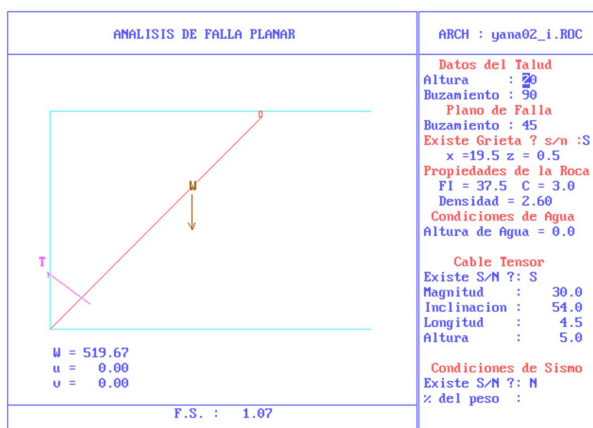 ANALISIS DE FALLA PLANAR
ARCH : yana02_i.ROC
Datos del Talud
Altura : 20
Buzamiento : 90
Plano de Falla
Buzamiento : 45
Existe Grieta ? s/n :S
x =19.5 z = 0.5
Propiedades de la Roca
FI = 37.5 C = 3.0
Densidad = 2.60
Condiciones de Agua
Altura de Agua = 0.0
Cable Tensor
Existe S/N ?: S
Magnitud : 30.0
Inclinacion : 54.0
Longitud : 4.5
Altura : 5.0
Condiciones de Sismo
Existe S/N ?: N
% del peso :
W
T
W = 519.67
u = 0.00
v = 0.00
F.S. : 1.07